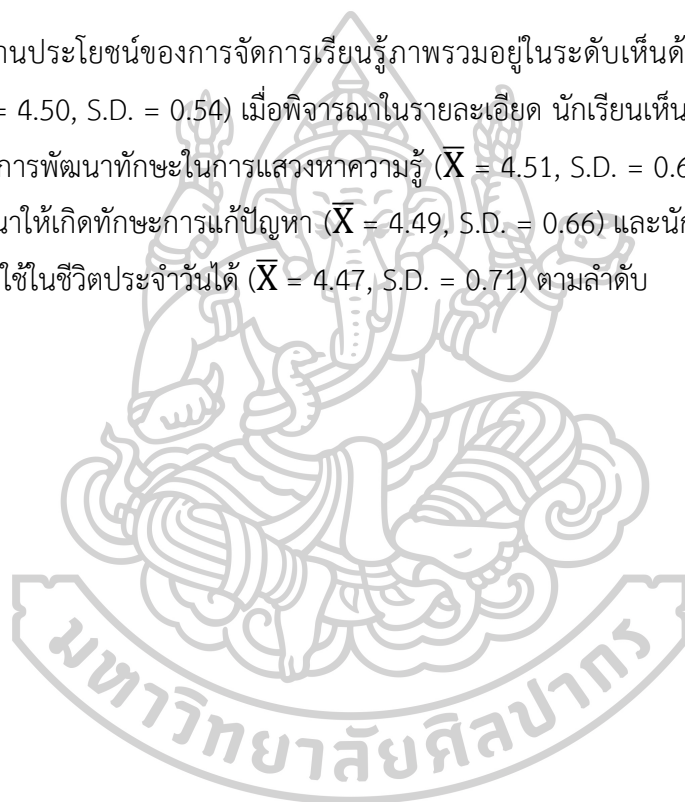 านประโยชน์ของการจัดการเรียนรู้ภาพรวมอยู่ในระดับเห็นด้
= 4.50, S.D. = 0.54) เมื่อพิจารณาในรายละเอียด นักเรียนเห็น
การพัฒนาทักษะในการแสวงหาความรู้ (X̅ = 4.51, S.D. = 0.6
นาให้เกิดทักษะการแก้ปัญหา (X̅ = 4.49, S.D. = 0.66) และนัก
ใช้ในชีวิตประจำวันได้ (X̅ = 4.47, S.D. = 0.71) ตามลำดับ
มหาวิทยาลัยศิลปากร